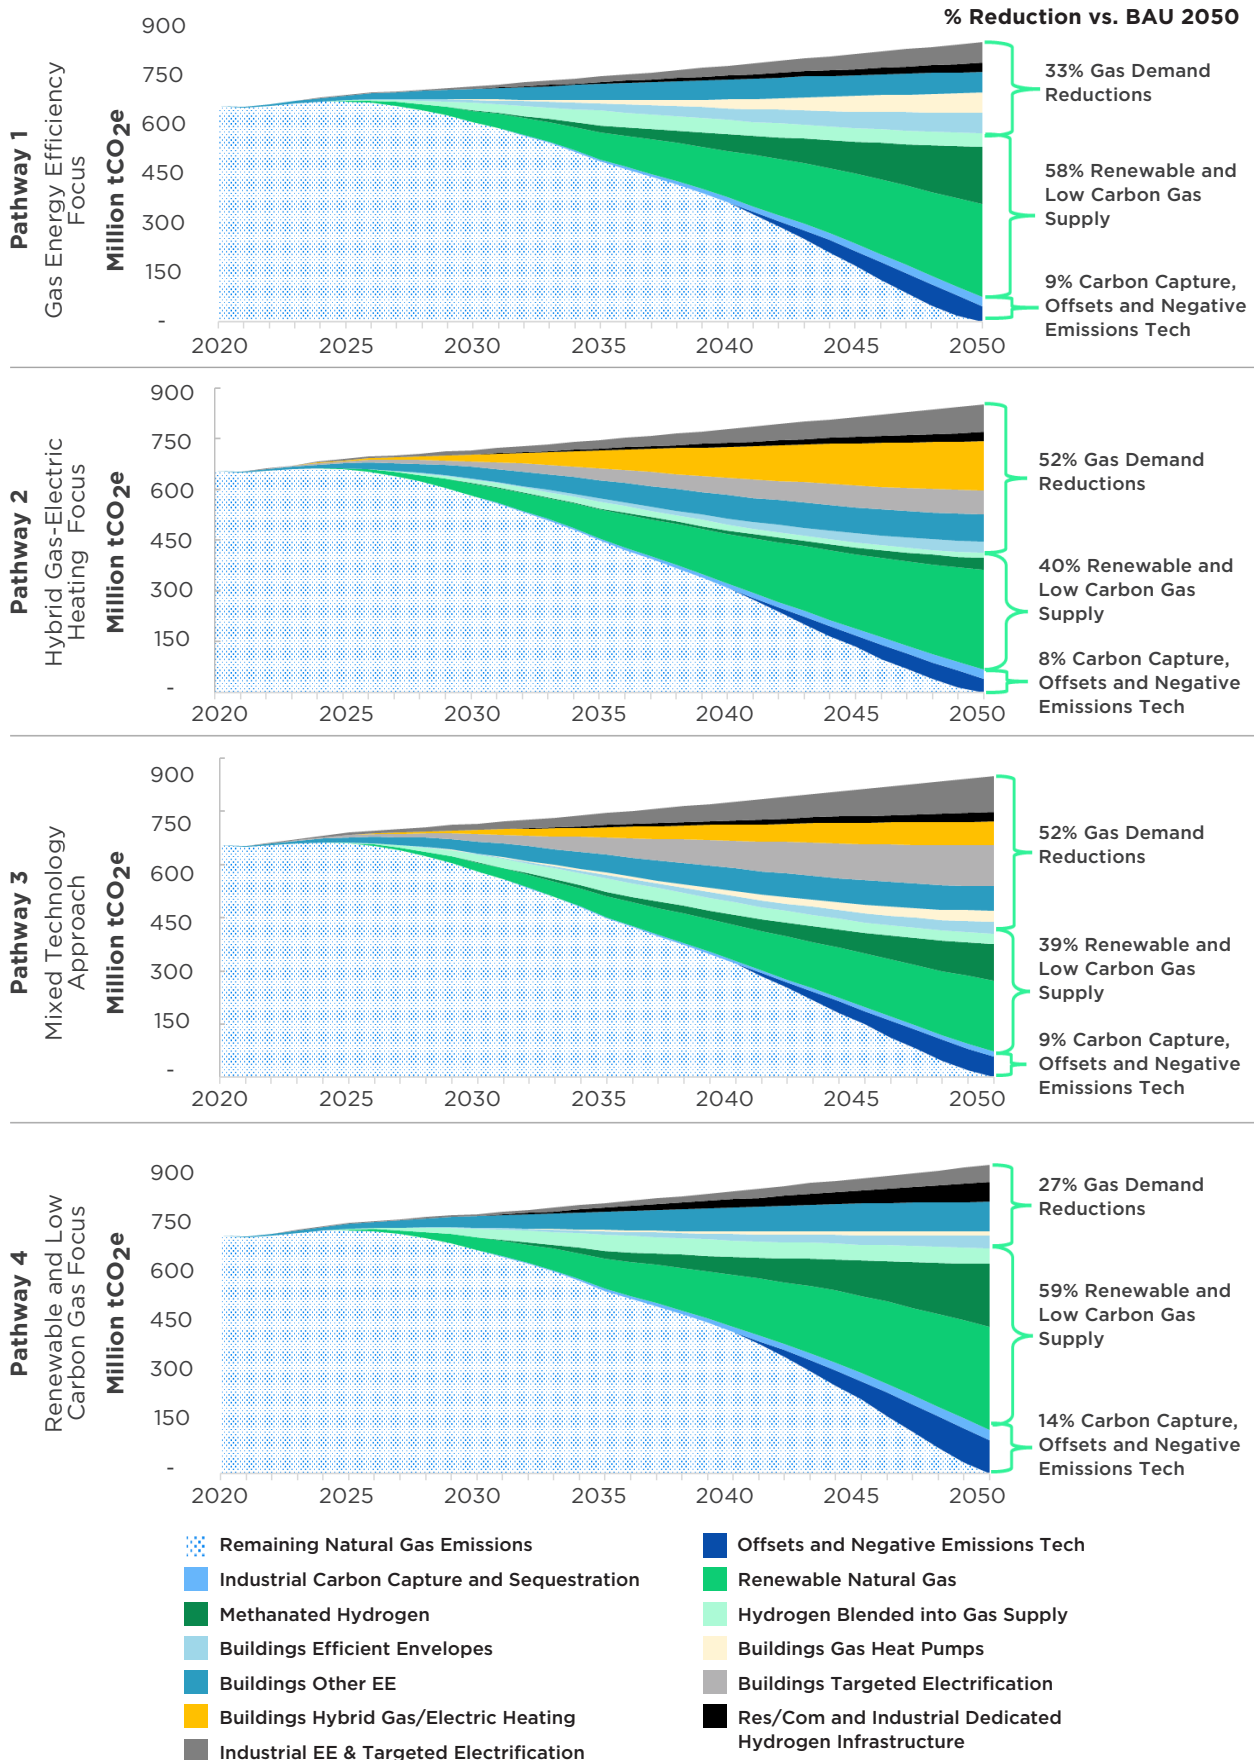 % Reduction vs. BAU 2050
Pathway 1
Gas Energy Efficiency
Focus
Million tCO2e
900
750
600
450
300
150
-
2020 2025 2030 2035 2040 2045 2050
33% Gas Demand
Reductions
58% Renewable and
Low Carbon Gas
Supply
9% Carbon Capture,
Offsets and Negative
Emissions Tech
Pathway 2
Hybrid Gas-Electric
Heating Focus
Million tCO2e
900
750
600
450
300
150
-
2020 2025 2030 2035 2040 2045 2050
52% Gas Demand
Reductions
40% Renewable and
Low Carbon Gas
Supply
8% Carbon Capture,
Offsets and Negative
Emissions Tech
Pathway 3
Mixed Technology
Approach
Million tCO2e
900
750
600
450
300
150
-
2020 2025 2030 2035 2040 2045 2050
52% Gas Demand
Reductions
39% Renewable and
Low Carbon Gas
Supply
9% Carbon Capture,
Offsets and Negative
Emissions Tech
Pathway 4
Renewable and Low
Carbon Gas Focus
Million tCO2e
900
750
600
450
300
150
-
2020 2025 2030 2035 2040 2045 2050
27% Gas Demand
Reductions
59% Renewable and
Low Carbon Gas
Supply
14% Carbon Capture,
Offsets and Negative
Emissions Tech
Remaining Natural Gas Emissions
Offsets and Negative Emissions Tech
Industrial Carbon Capture and Sequestration
Renewable Natural Gas
Methanated Hydrogen
Hydrogen Blended into Gas Supply
Buildings Efficient Envelopes
Buildings Gas Heat Pumps
Buildings Other EE
Buildings Targeted Electrification
Buildings Hybrid Gas/Electric Heating
Res/Com and Industrial Dedicated
Hydrogen Infrastructure
Industrial EE & Targeted Electrification